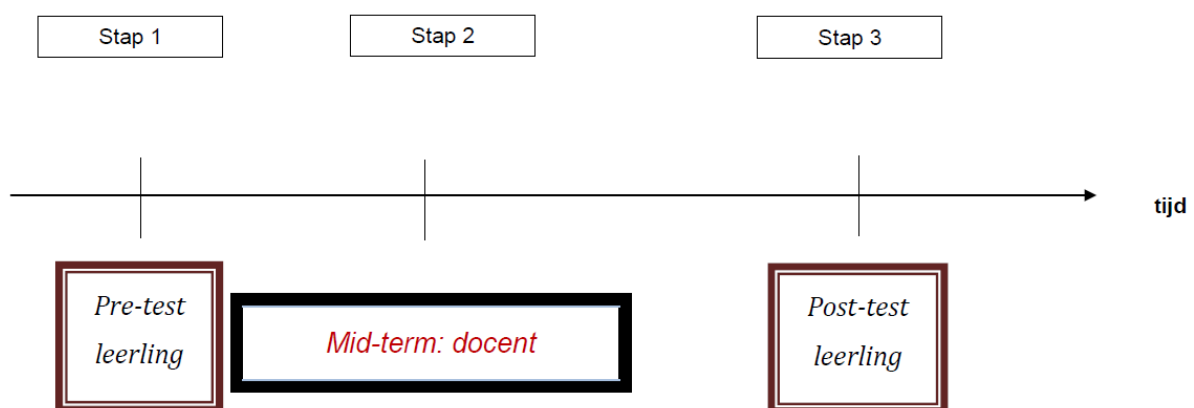 Stap 1
Stap 2
Stap 3
tijd
Pre-test
leerling
Mid-term: docent
Post-test
leerling